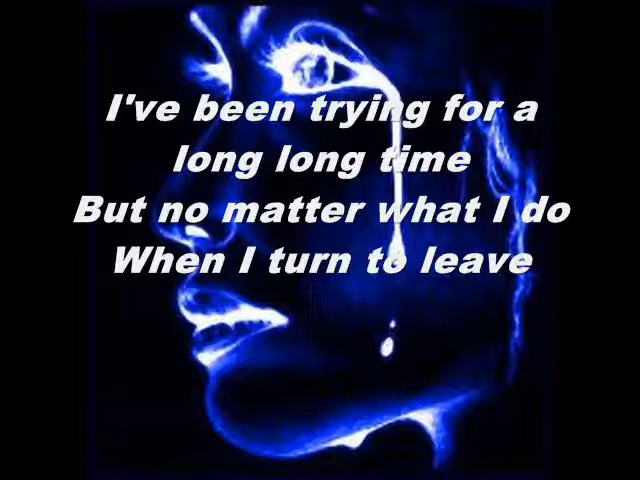 I've been trying for a
long long time
But no matter what I do
When I turn to leave